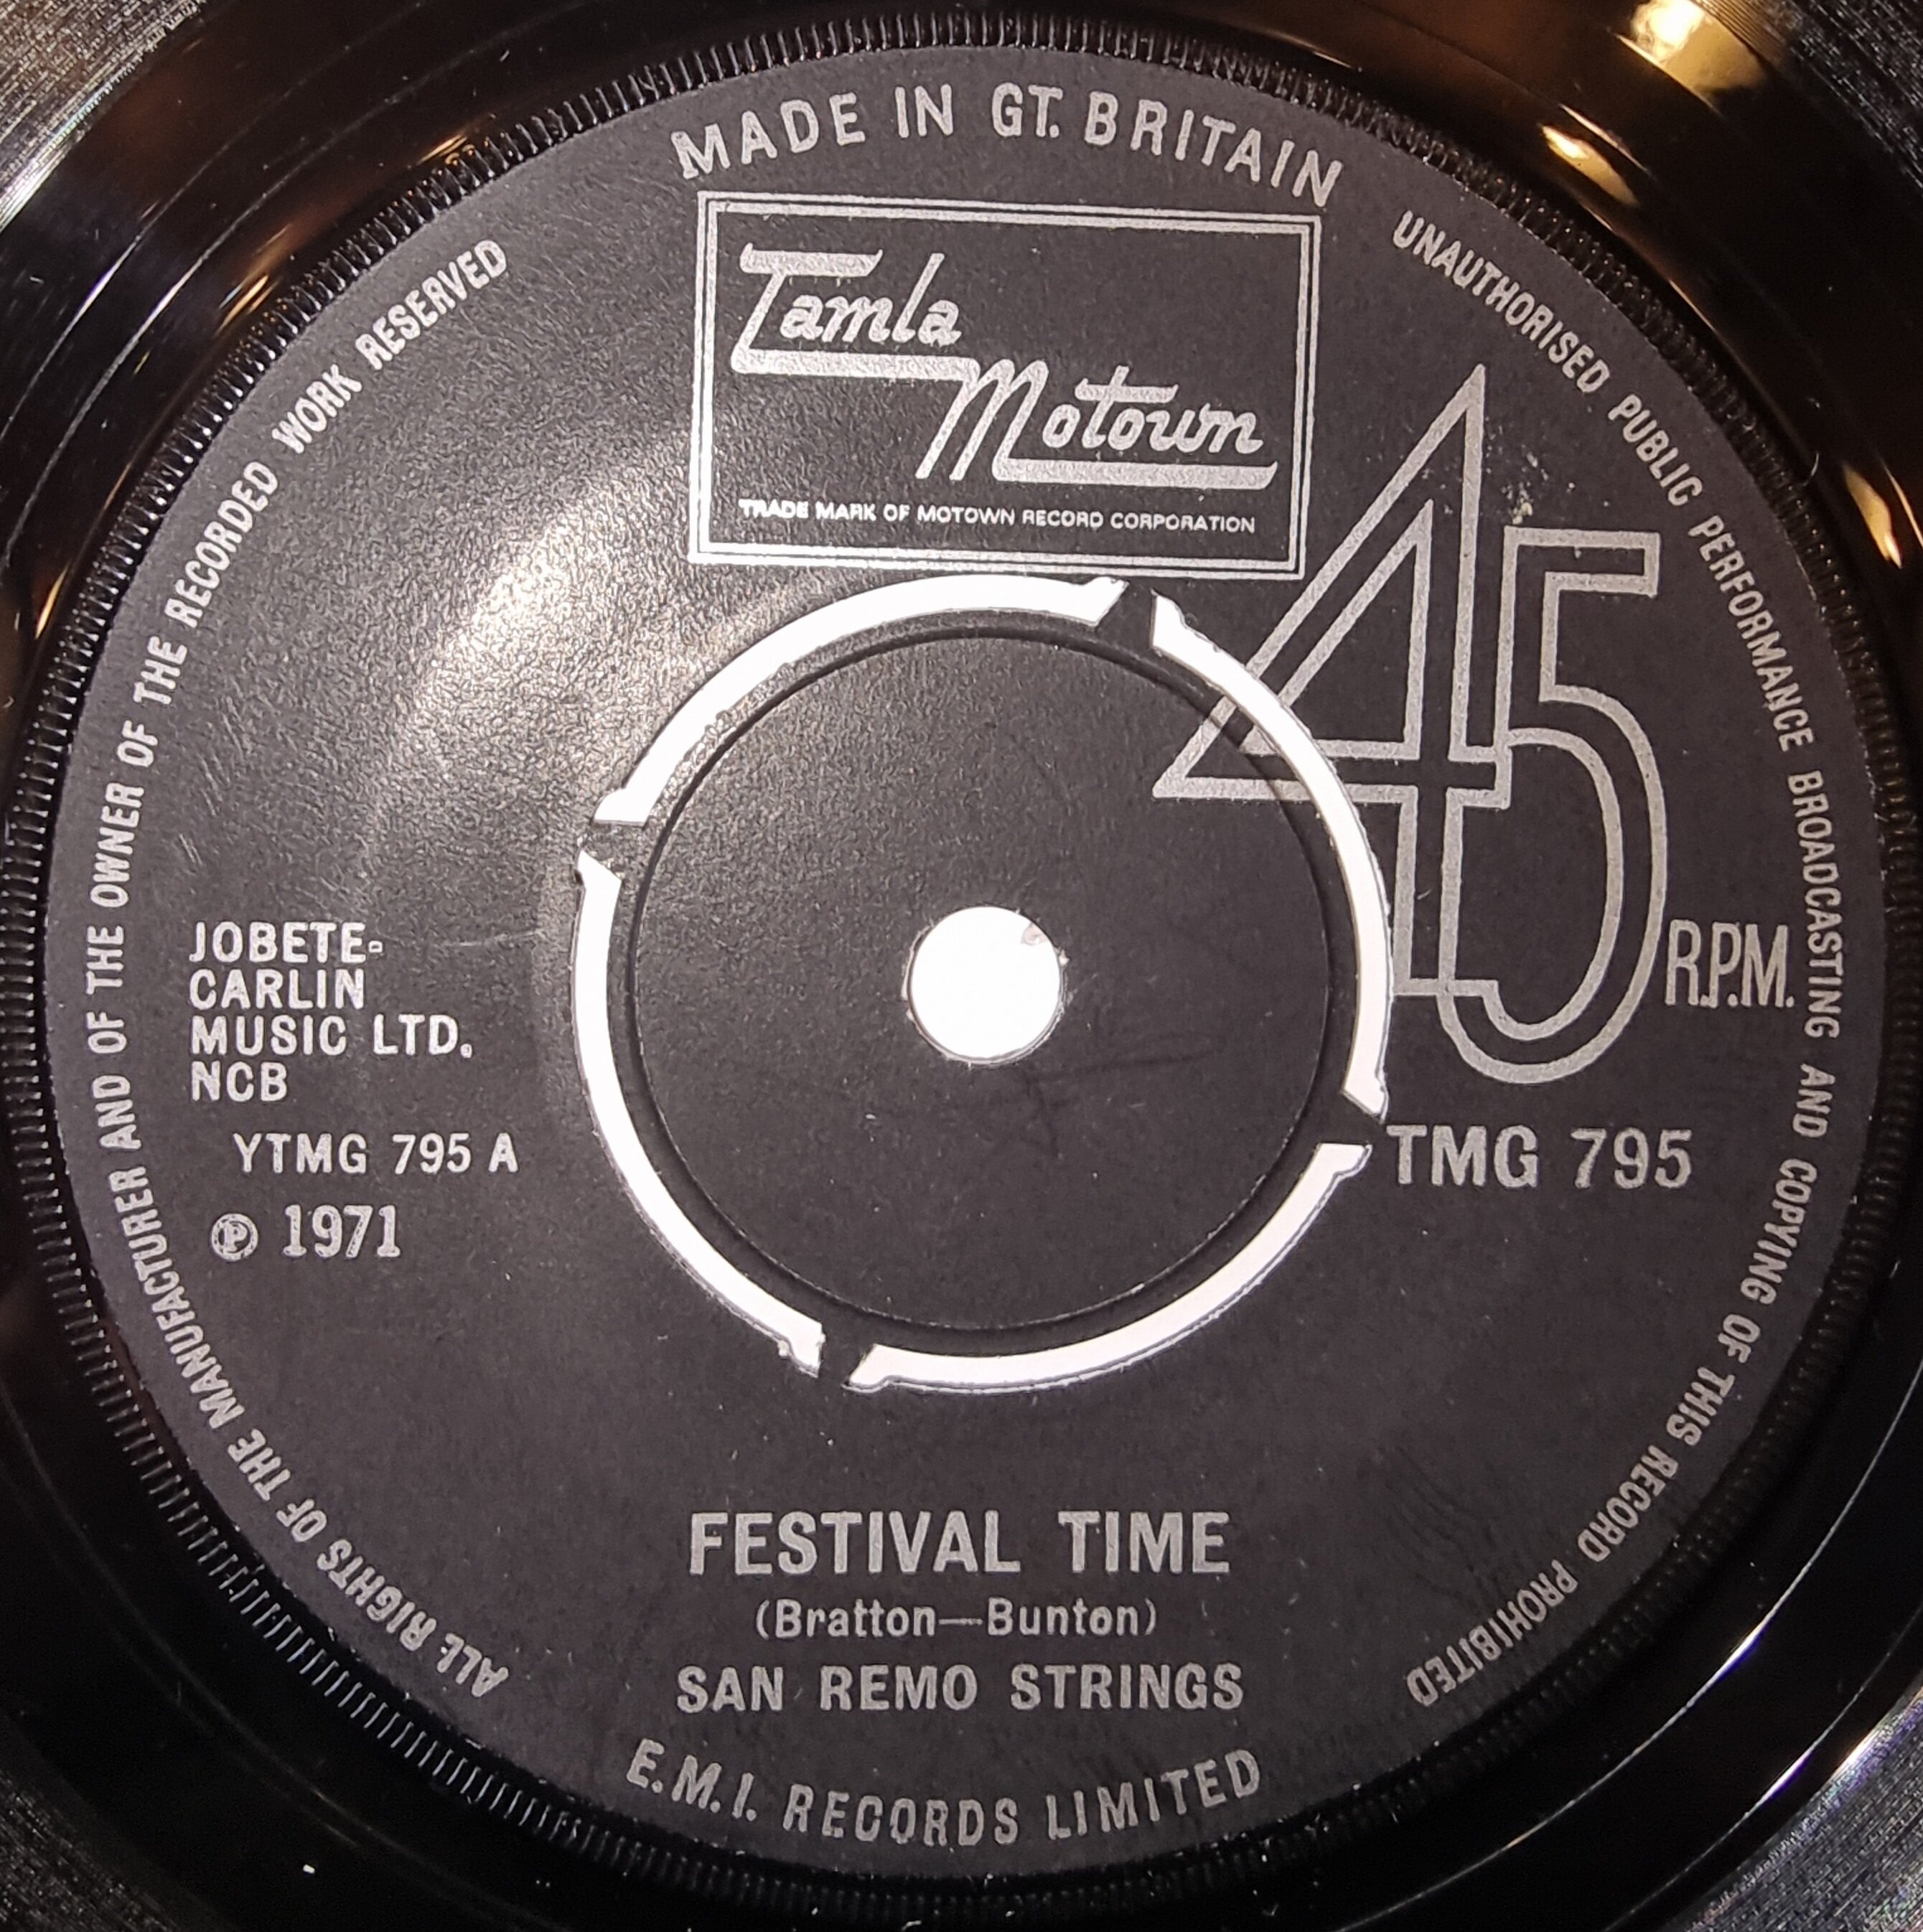 MADE IN GT. BRITAIN
Tamla
Motown
TRADE MARK OF MOTOWN RECORD CORPORATION
ALL RIGHTS OF THE MANUFACTURER AND OF THE OWNER OF THE RECORDED WORK RESERVED
UNAUTHORISED PUBLIC PERFORMANCE BROADCASTING AND COPYING OF THIS RECORD PROHIBITED
45
R.P.M.
JOBETE-
CARLIN
MUSIC LTD.
NCB
YTMG 795 A
℗ 1971
TMG 795
FESTIVAL TIME
(Bratton—Bunton)
SAN REMO STRINGS
E.M.I. RECORDS LIMITED